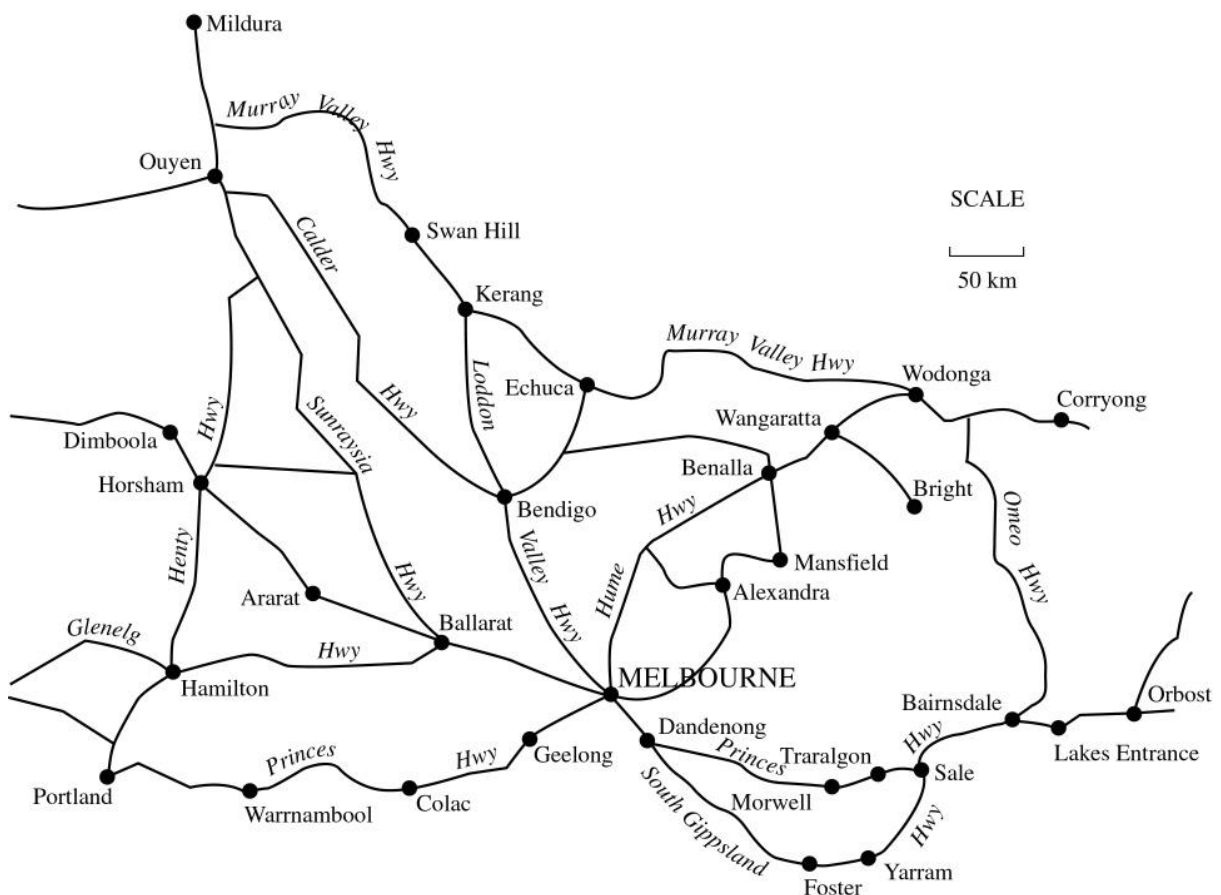 Mildura
Murray Valley Hwy
Ouyen
SCALE
Calder
Swan Hill
50 km
Kerang
Murray Valley Hwy
Loddon
Echuca
Wodonga
Hwy
Hwy
Sunraysia
Corryong
Dimboola
Wangaratta
Horsham
Benalla
Bendigo
Hwy
Bright
Omeo
Henty
Valley
Hume
Mansfield
Hwy
Alexandra
Hwy
Ararat
Hwy
Ballarat
Glenelg
Hwy
MELBOURNE
Hamilton
Bairnsdale
Orbost
Dandenong
Hwy
Geelong
Princes
Traralgon
Lakes Entrance
Princes
Hwy
Sale
Portland
Morwell
South Gippsland
Hwy
Warrnambool
Colac
Yarram
Foster